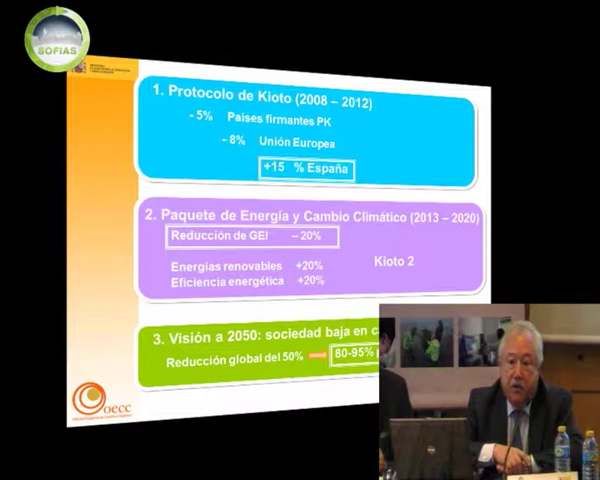 SOFIAS
1. Protocolo de Kioto (2008 – 2012)
- 5% Países firmantes PK
- 8% Unión Europea
+15 % España
2. Paquete de Energía y Cambio Climático (2013 – 2020)
Reducción de GEI – 20%
Energías renovables +20%
Kioto 2
Eficiencia energética +20%
3. Visión a 2050: sociedad baja en
Reducción global del 50% 80-95%
oecc